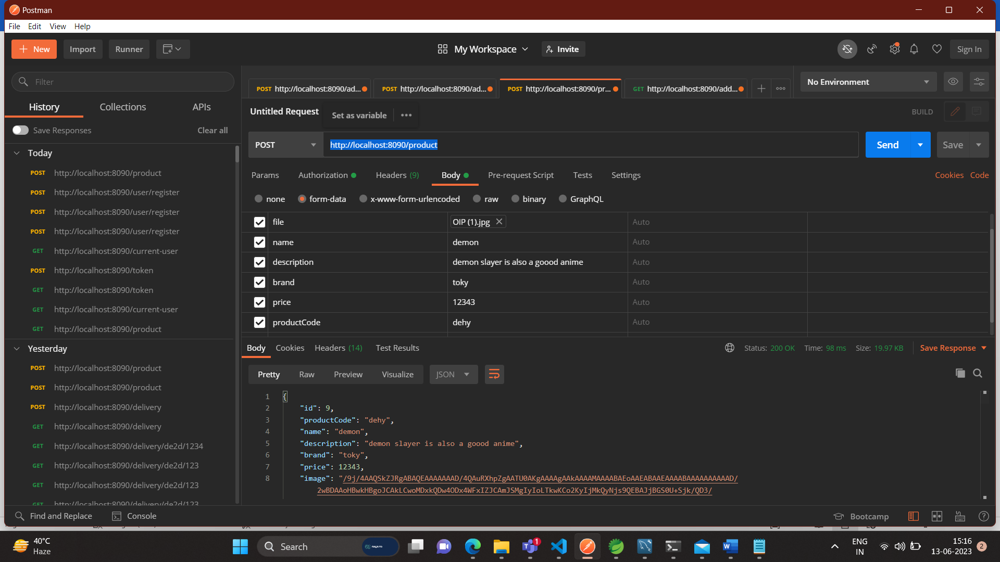 Postman
File Edit View Help
New Import Runner My Workspace Invite Sign In
Filter
History Collections APIs
Save Responses Clear all
Today
POST http://localhost:8090/product
POST http://localhost:8090/user/register
POST http://localhost:8090/user/register
POST http://localhost:8090/user/register
GET http://localhost:8090/current-user
POST http://localhost:8090/token
GET http://localhost:8090/token
GET http://localhost:8090/current-user
GET http://localhost:8090/product
Yesterday
POST http://localhost:8090/product
POST http://localhost:8090/product
POST http://localhost:8090/delivery
GET http://localhost:8090/delivery
GET http://localhost:8090/delivery/de2d/1234
GET http://localhost:8090/delivery/de2d/123
GET http://localhost:8090/delivery/de2d/123
GET http://localhost:8090/delivery/de2d/123
POST http://localhost:8090/ad... POST http://localhost:8090/ad... POST http://localhost:8090/pr... GET http://localhost:8090/add... No Environment
Untitled Request Set as variable BUILD
POST http://localhost:8090/product Send Save
Params Authorization Headers (9) Body Pre-request Script Tests Settings Cookies Code
none form-data x-www-form-urlencoded raw binary GraphQL
file OIP (1).jpg Auto
name demon Auto
description demon slayer is also a goood anime Auto
brand toky Auto
price 12343 Auto
productCode dehy Auto
Body Cookies Headers (14) Test Results Status: 200 OK Time: 98 ms Size: 19.97 KB Save Response
Pretty Raw Preview Visualize JSON
1 {
2 "id": 9,
3 "productCode": "dehy",
4 "name": "demon",
5 "description": "demon slayer is also a goood anime",
6 "brand": "toky",
7 "price": 12343,
8 "image": "/9j/4AAQSkZJRgABAQEAAAAAAAD/4QAuRXhpZgAATU0AKgAAAAgAAkAAAAMAAAABAEoAAEABAAEAAAABAAAAAAAAAAD/
2wBDAAoHBwkHBgoJCAkLCwoMDxkQDw4ODx4WFxIZJCAmJSMgIyIoLTkwKCo2KyIjMkQyNjs9QEBAJjBGS0U+Sjk/QD3/
Find and Replace Console Bootcamp
40°C
Haze
Search
nagarro
1
ENG
IN
15:16
13-06-2023
2